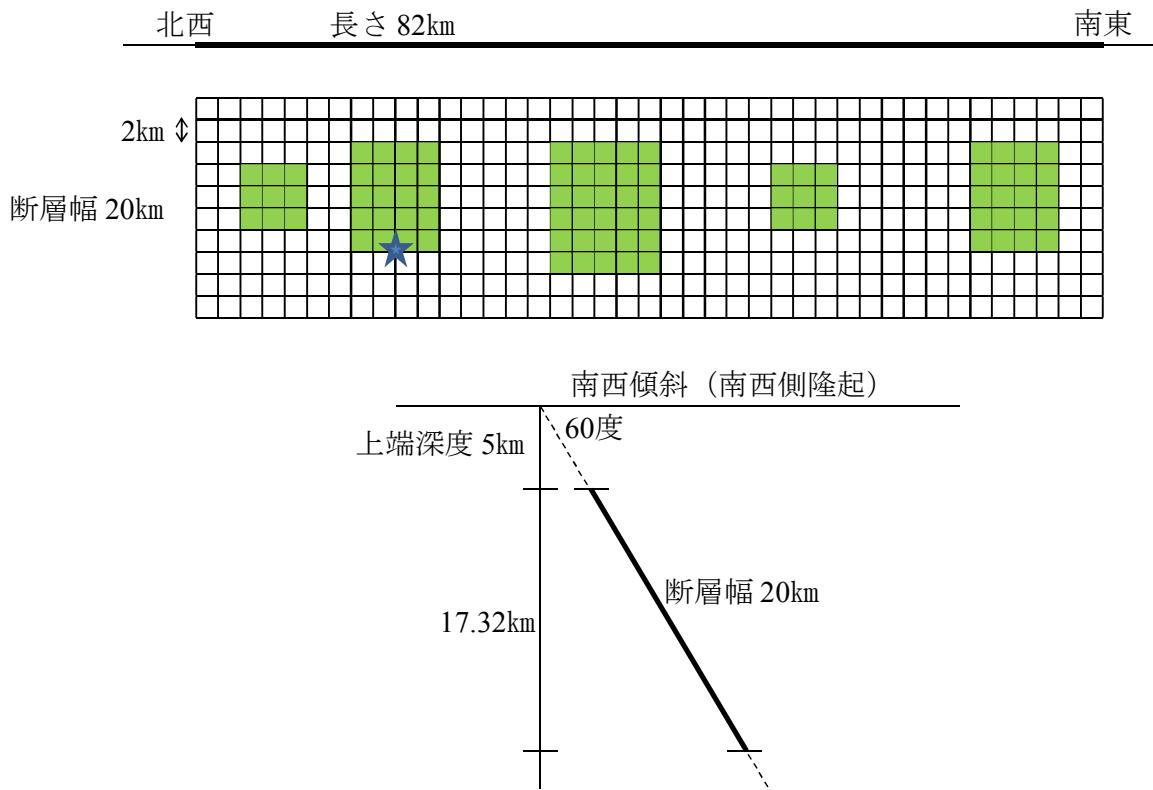 北西
長さ 82㎞
南東
2㎞
断層幅 20㎞
南西傾斜（南西側隆起）
60度
上端深度 5㎞
断層幅 20㎞
17.32㎞